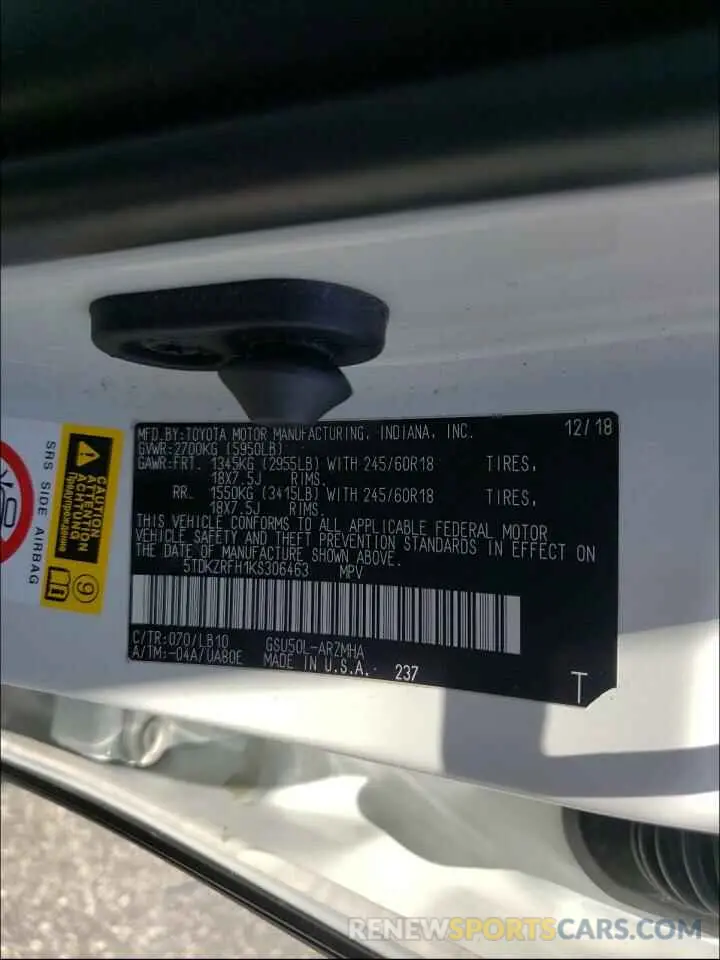 MFD.BY:TOYOTA MOTOR MANUFACTURING, INDIANA, INC. 12/18
GVWR:2700KG (5950LB)
GAWR:FRT. 1345KG (2955LB) WITH 245/60R18 TIRES,
18X7.5J RIMS.
RR. 1550KG (3415LB) WITH 245/60R18 TIRES,
18X7.5J RIMS.
THIS VEHICLE CONFORMS TO ALL APPLICABLE FEDERAL MOTOR
VEHICLE SAFETY AND THEFT PREVENTION STANDARDS IN EFFECT ON
THE DATE OF MANUFACTURE SHOWN ABOVE.
5TDKZRFH1KS306463 MPV
C/TR:070/LB10 GSU50L-ARZMHA
A/TM:-04A/UA80E MADE IN U.S.A. 237
T
SRS SIDE AIRBAG
CAUTION
ATTENTION
ACHTUNG
Предупреждение
9
RENEWSPORTSCARS.COM